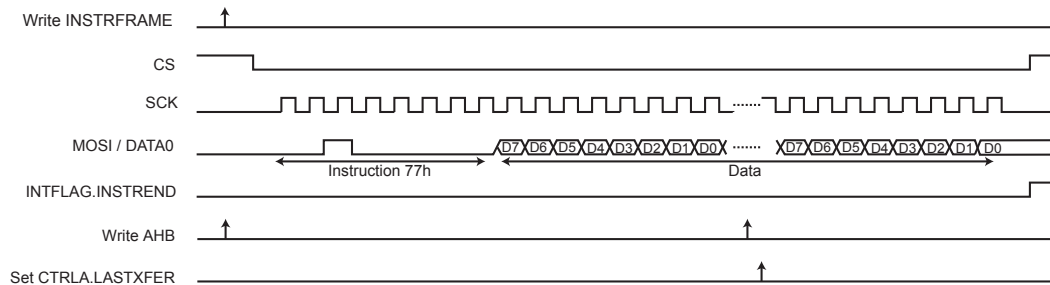 Write INSTRFRAME
CS
SCK
MOSI / DATA0
D7 D6 D5 D4 D3 D2 D1 D0 D7 D6 D5 D4 D3 D2 D1 D0
Instruction 77h Data
INTFLAG.INSTREND
Write AHB
Set CTRLA.LASTXFER